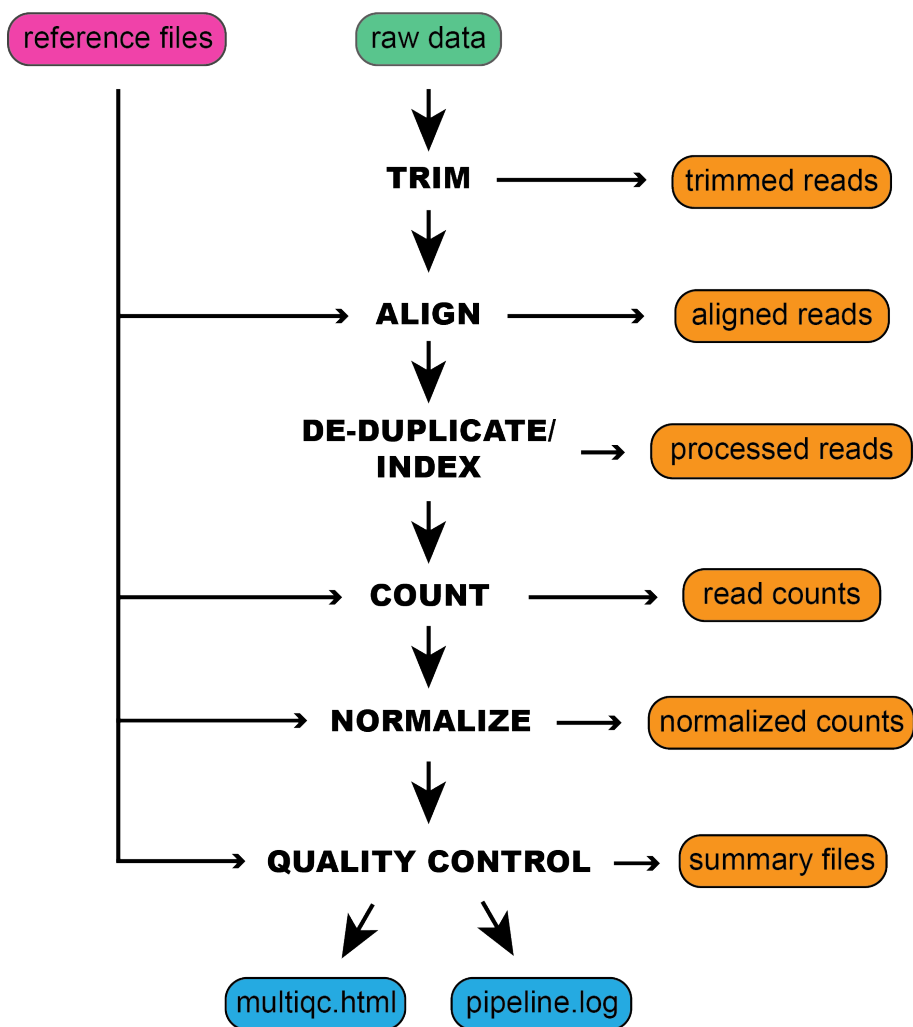 reference files
raw data
TRIM
trimmed reads
ALIGN
aligned reads
DE-DUPLICATE/
INDEX
processed reads
COUNT
read counts
NORMALIZE
normalized counts
QUALITY CONTROL
summary files
multiqc.html
pipeline.log